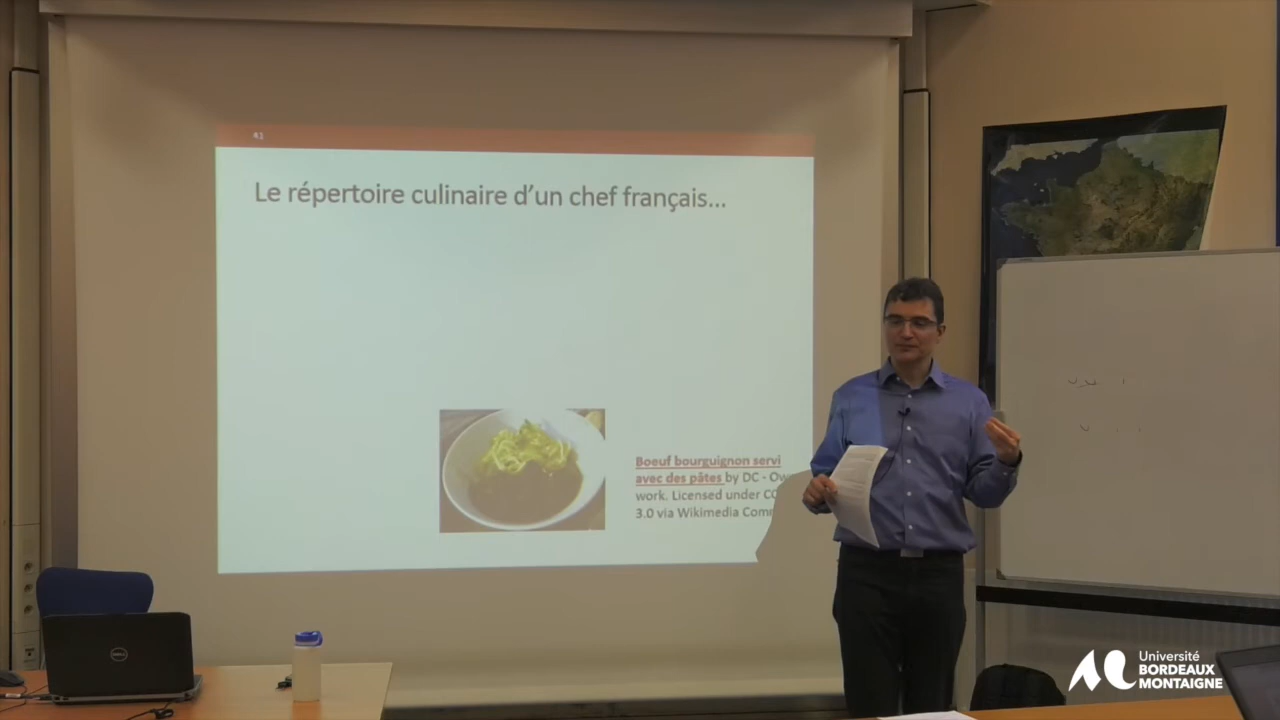 41
Le répertoire culinaire d'un chef français...
Boeuf bourguignon servi
avec des pâtes by DC - Ow
work. Licensed under CC
3.0 via Wikimedia Comm
DELL
Université
BORDEAUX
MONTAIGNE